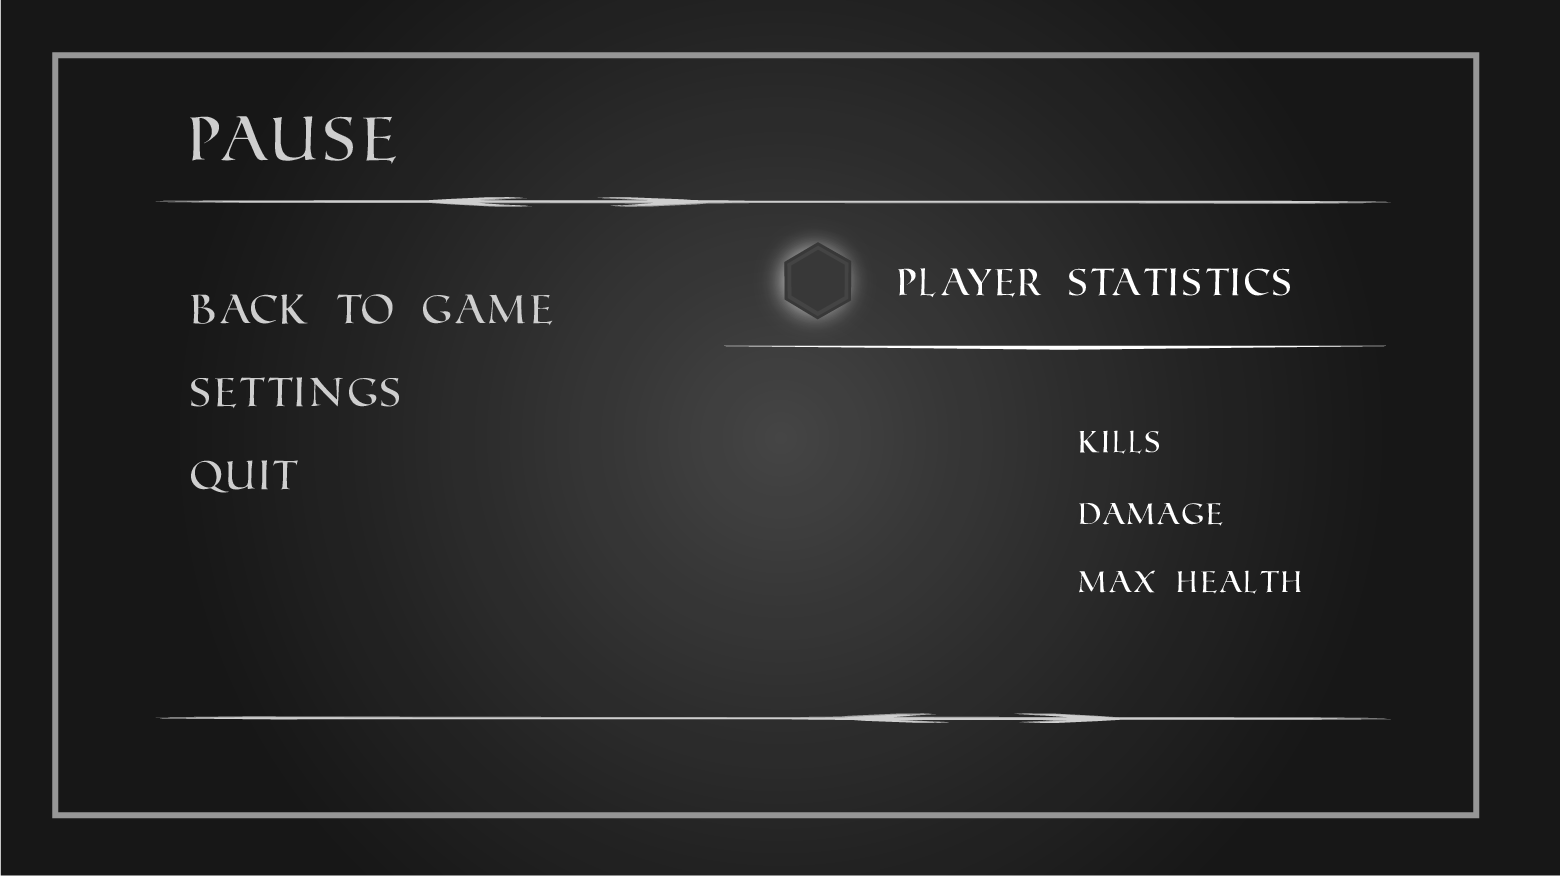 PAUSE
BACK TO GAME
SETTINGS
QUIT
PLAYER STATISTICS
KILLS
DAMAGE
MAX HEALTH